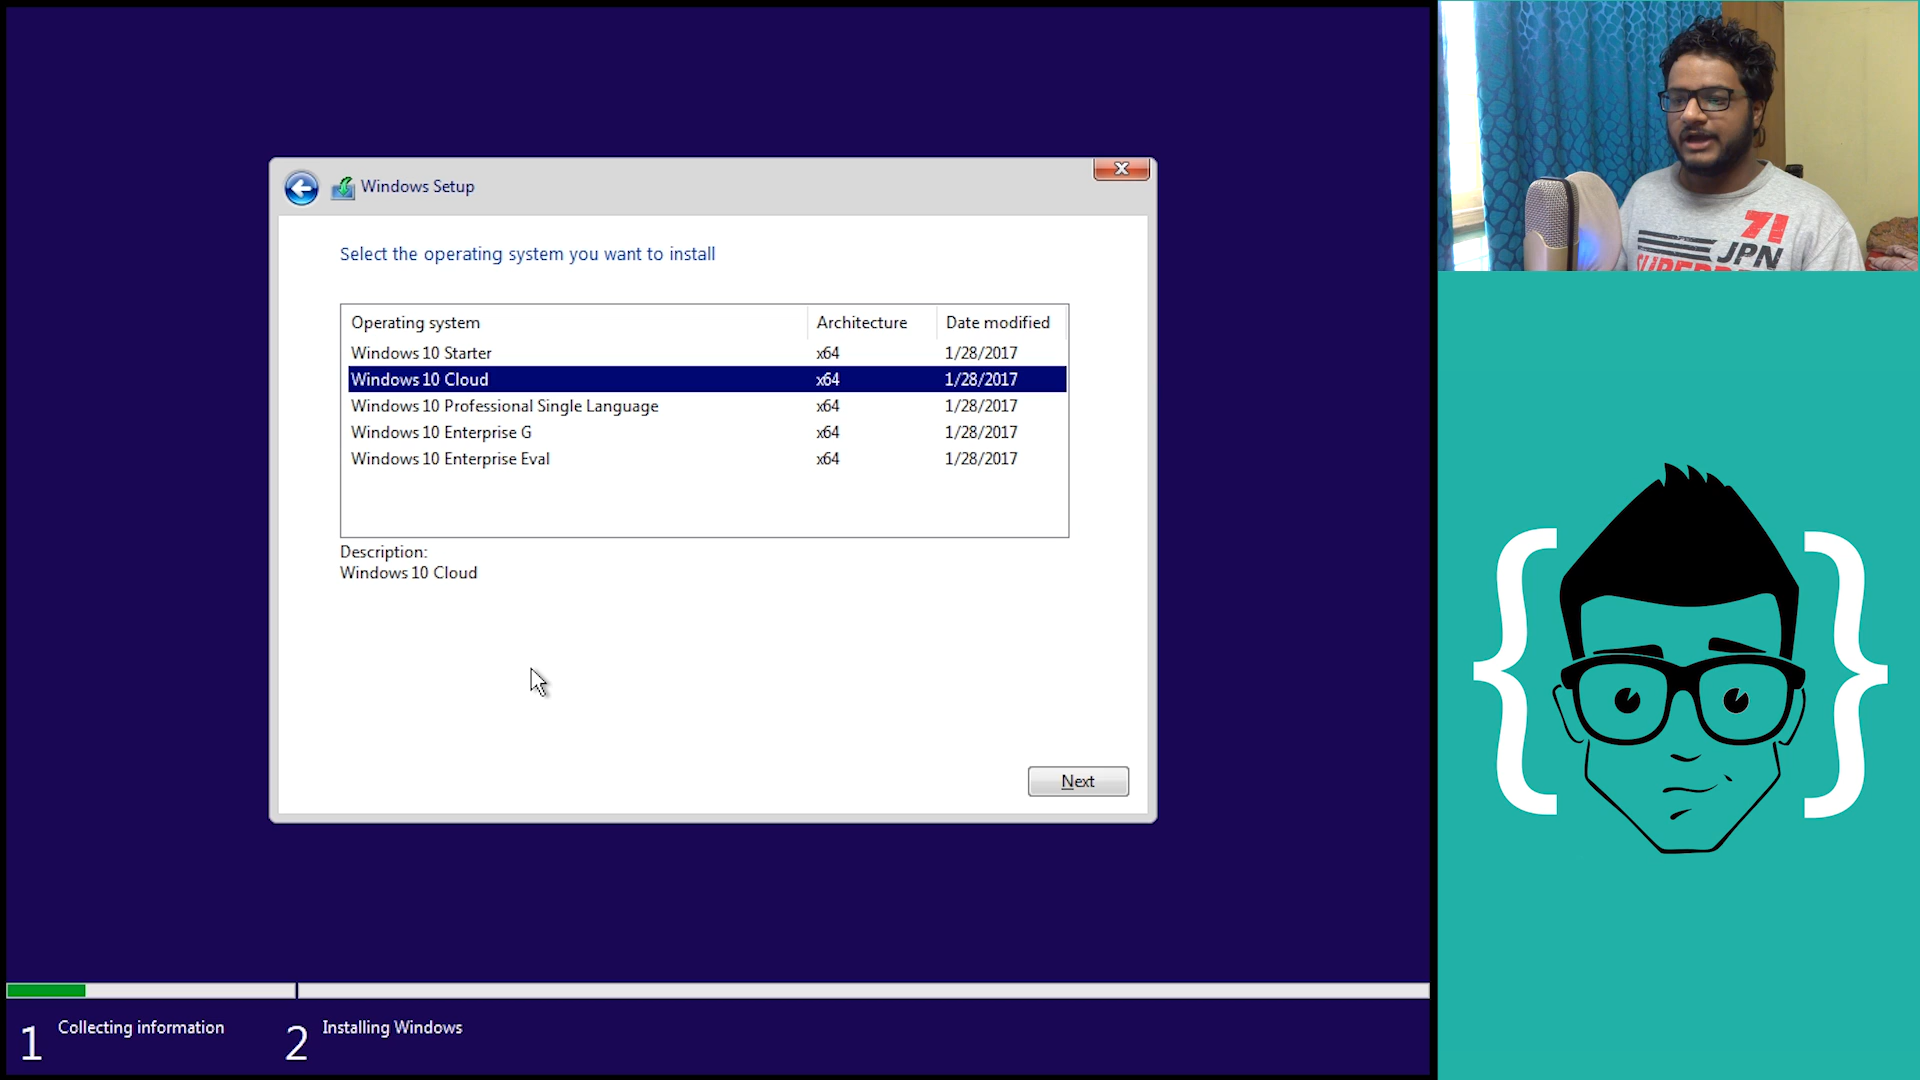 Windows Setup
Select the operating system you want to install
Operating system Architecture Date modified
Windows 10 Starter x64 1/28/2017
Windows 10 Cloud x64 1/28/2017
Windows 10 Professional Single Language x64 1/28/2017
Windows 10 Enterprise G x64 1/28/2017
Windows 10 Enterprise Eval x64 1/28/2017
Description:
Windows 10 Cloud
Next
1 Collecting information
2 Installing Windows
71
JPN